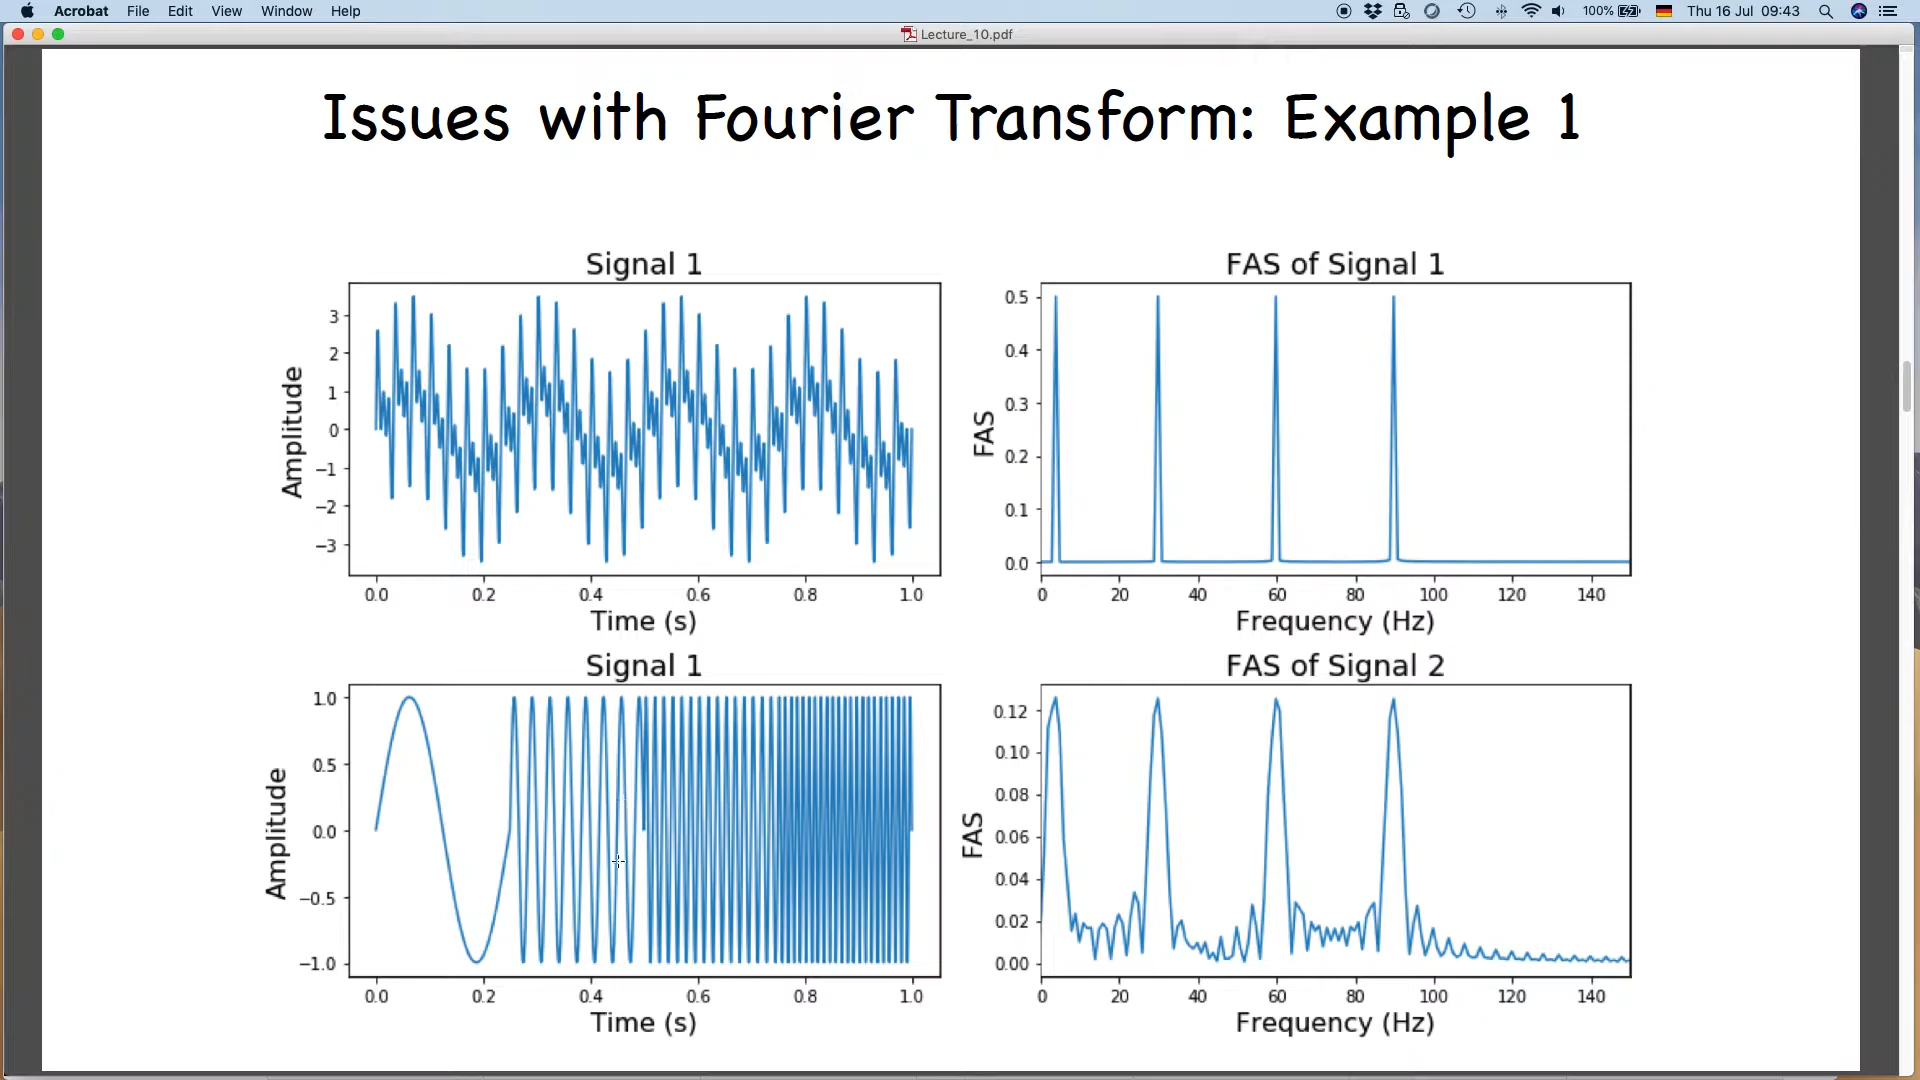 Acrobat File Edit View Window Help 100% Thu 16 Jul 09:43
Lecture_10.pdf
Issues with Fourier Transform: Example 1
Signal 1
Amplitude
3
2
1
0
−1
−2
−3
0.0 0.2 0.4 0.6 0.8 1.0
Time (s)
FAS of Signal 1
FAS
0.5
0.4
0.3
0.2
0.1
0.0
0 20 40 60 80 100 120 140
Frequency (Hz)
Signal 1
Amplitude
1.0
0.5
0.0
−0.5
−1.0
0.0 0.2 0.4 0.6 0.8 1.0
Time (s)
FAS of Signal 2
FAS
0.12
0.10
0.08
0.06
0.04
0.02
0.00
0 20 40 60 80 100 120 140
Frequency (Hz)